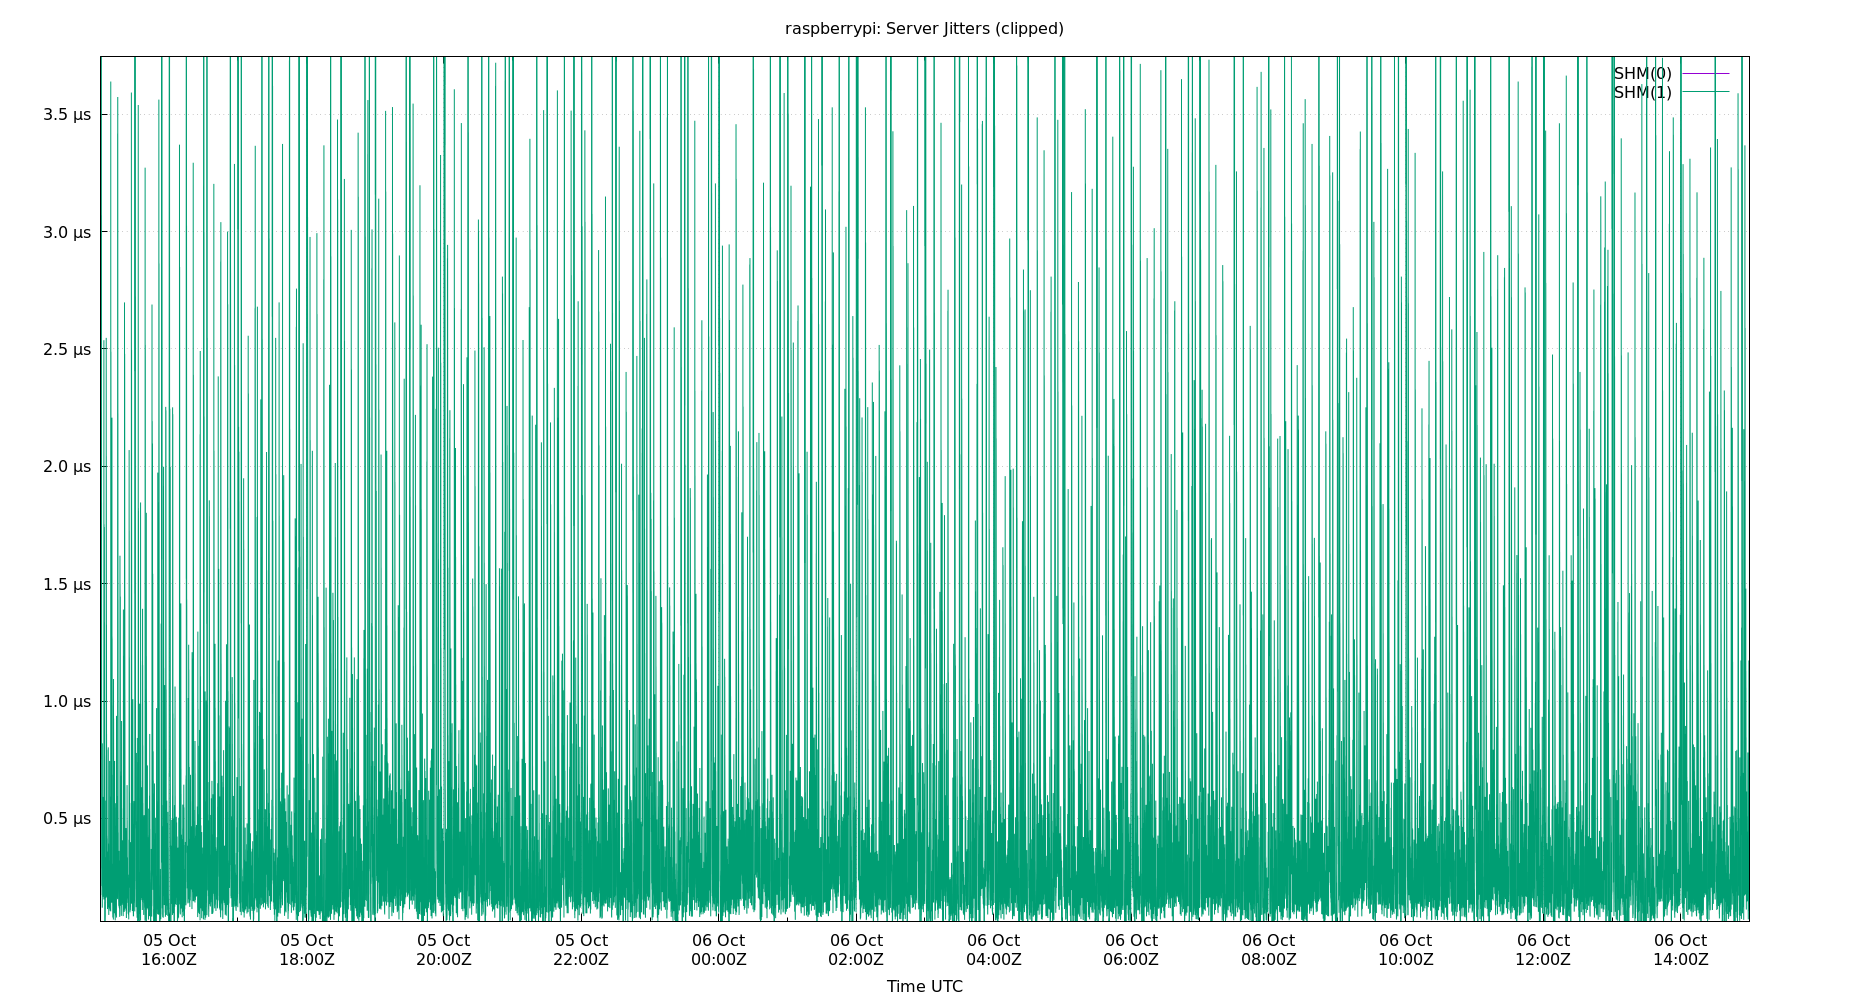 raspberrypi: Server Jitters (clipped)
SHM(0)
SHM(1)
3.5 µs
3.0 µs
2.5 µs
2.0 µs
1.5 µs
1.0 µs
0.5 µs
05 Oct 05 Oct 05 Oct 05 Oct 06 Oct 06 Oct 06 Oct 06 Oct 06 Oct 06 Oct 06 Oct 06 Oct
16:00Z 18:00Z 20:00Z 22:00Z 00:00Z 02:00Z 04:00Z 06:00Z 08:00Z 10:00Z 12:00Z 14:00Z
Time UTC